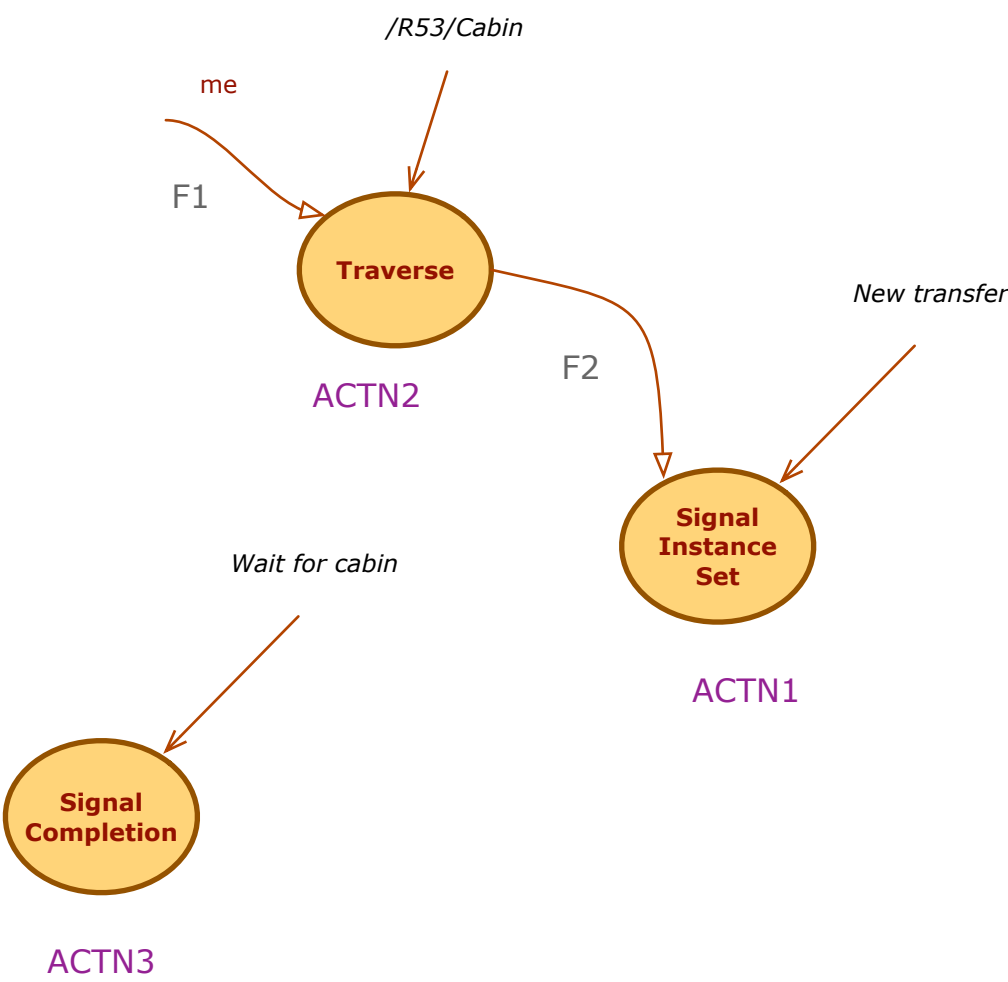 /R53/Cabin
me
F1
Traverse
New transfer
F2
ACTN2
Signal
Instance
Set
Wait for cabin
ACTN1
Signal
Completion
ACTN3